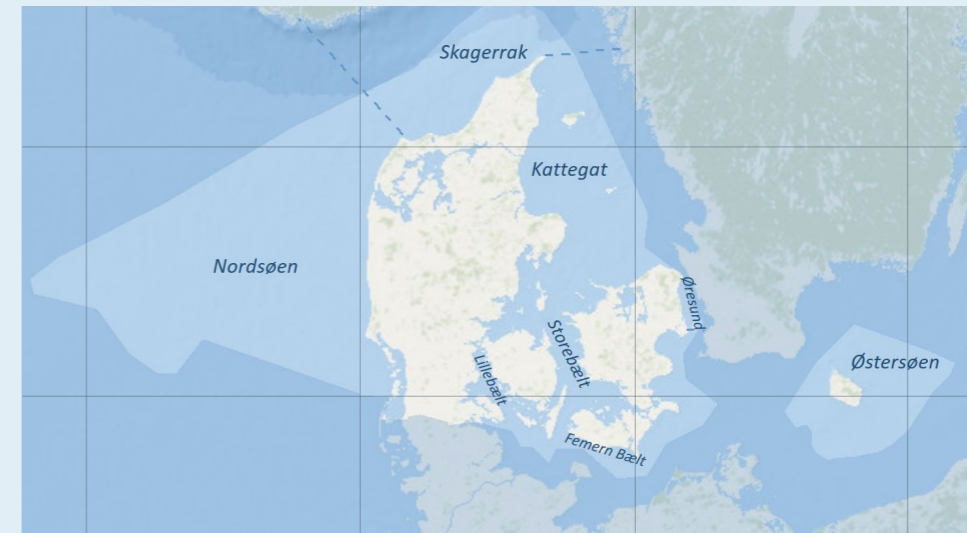 Skagerrak
Kattegat
Nordsøen
Øresund
Storebælt
Lillebælt
Østersøen
Femern Bælt